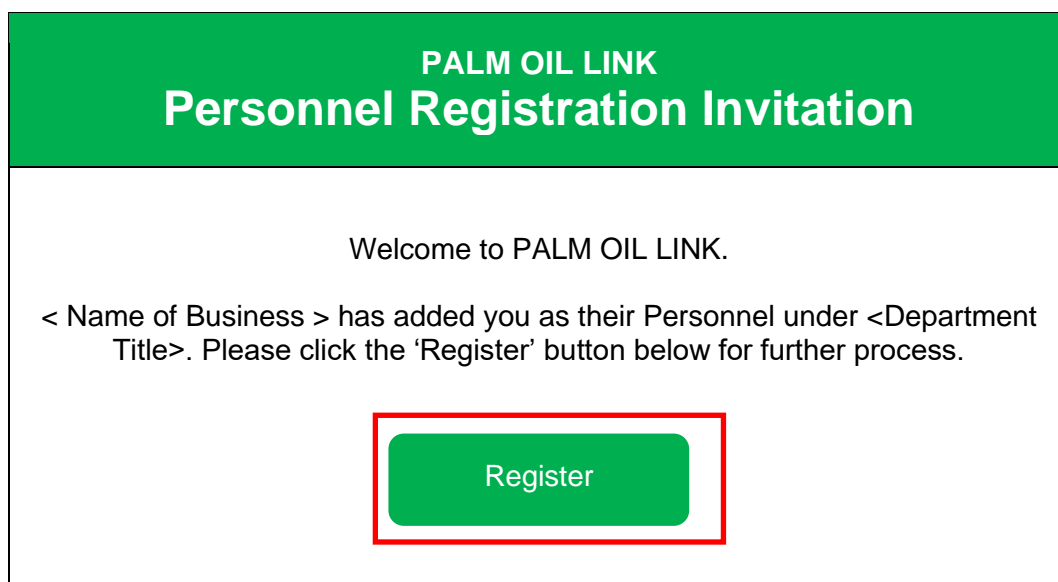 PALM OIL LINK
Personnel Registration Invitation
Welcome to PALM OIL LINK.
< Name of Business > has added you as their Personnel under <Department
Title>. Please click the ‘Register’ button below for further process.
Register